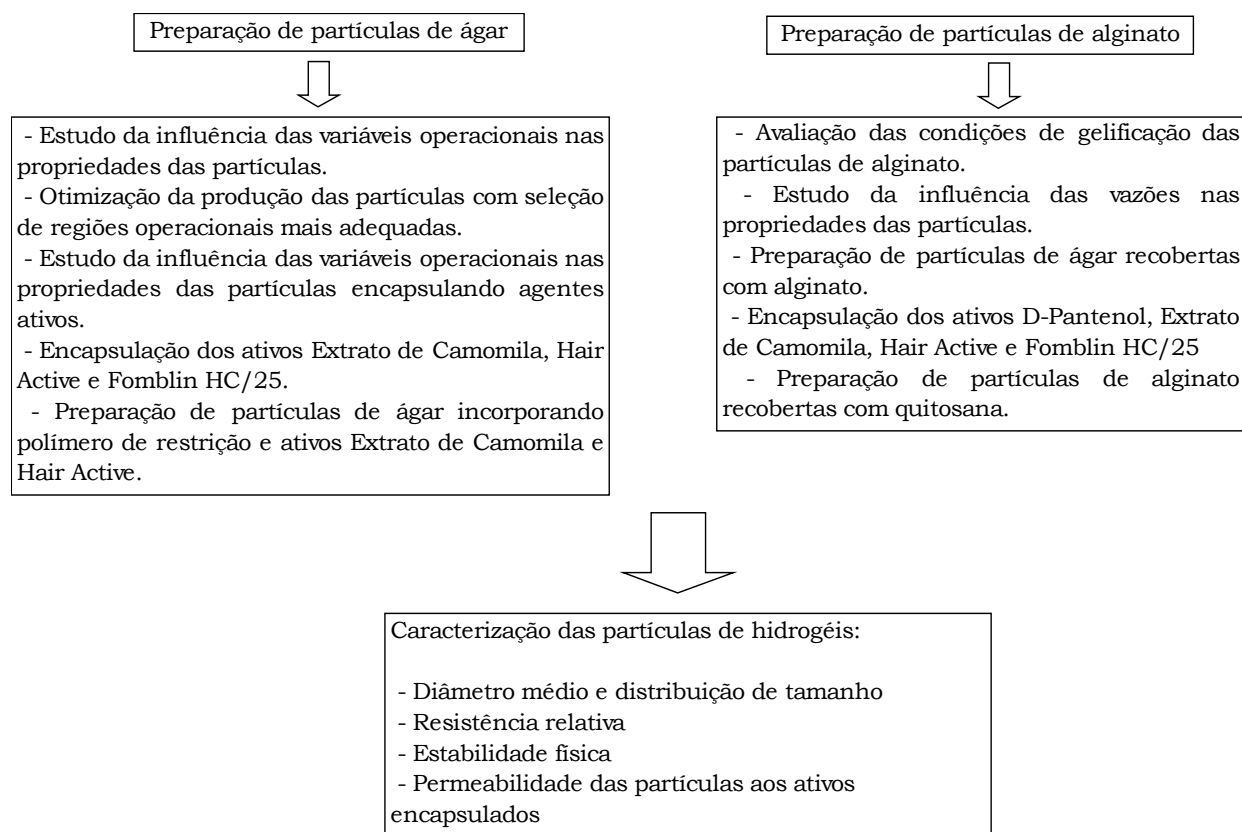 Preparação de partículas de ágar
- Estudo da influência das variáveis operacionais nas
propriedades das partículas.
- Otimização da produção das partículas com seleção
de regiões operacionais mais adequadas.
- Estudo da influência das variáveis operacionais nas
propriedades das partículas encapsulando agentes
ativos.
- Encapsulação dos ativos Extrato de Camomila, Hair
Active e Fomblin HC/25.
- Preparação de partículas de ágar incorporando
polímero de restrição e ativos Extrato de Camomila e
Hair Active.
Preparação de partículas de alginato
- Avaliação das condições de gelificação das
partículas de alginato.
- Estudo da influência das vazões nas
propriedades das partículas.
- Preparação de partículas de ágar recobertas
com alginato.
- Encapsulação dos ativos D-Pantenol, Extrato
de Camomila, Hair Active e Fomblin HC/25
- Preparação de partículas de alginato
recobertas com quitosana.
Caracterização das partículas de hidrogéis:
- Diâmetro médio e distribuição de tamanho
- Resistência relativa
- Estabilidade física
- Permeabilidade das partículas aos ativos
encapsulados